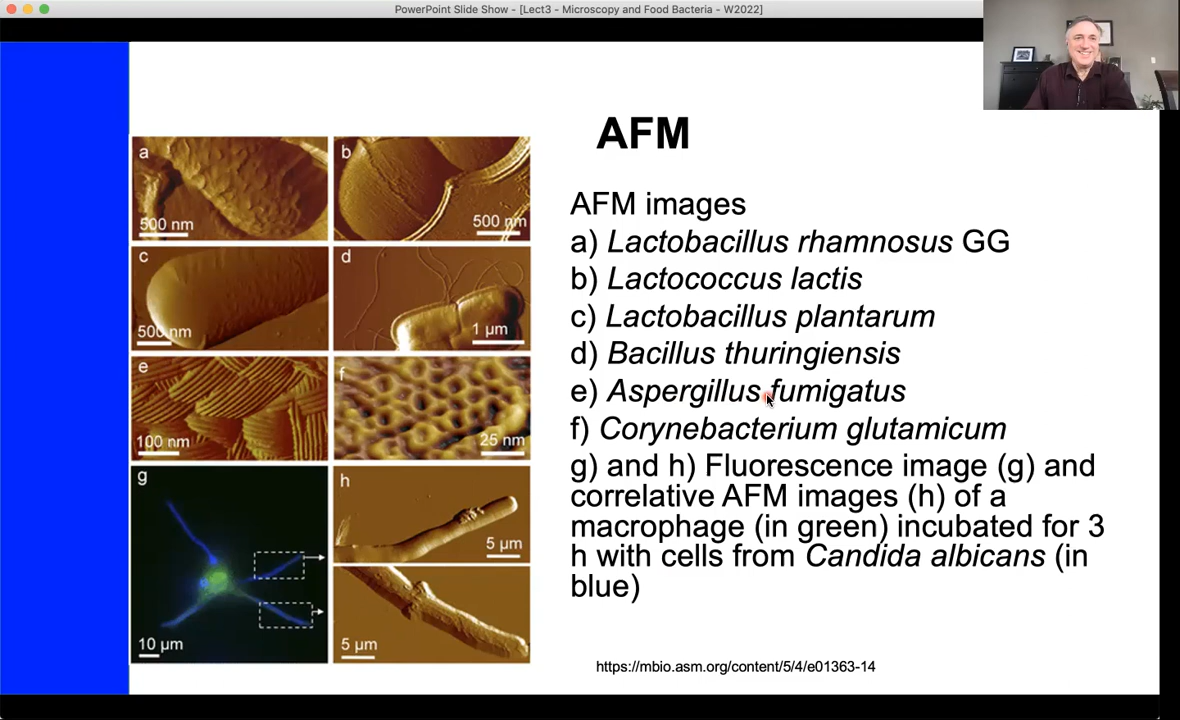 PowerPoint Slide Show - [Lect3 - Microscopy and Food Bacteria - W2022]
AFM
a
500 nm
b
500 nm
c
500 nm
d
1 µm
e
100 nm
f
25 nm
g
10 µm
h
5 µm
5 µm
AFM images
a) Lactobacillus rhamnosus GG
b) Lactococcus lactis
c) Lactobacillus plantarum
d) Bacillus thuringiensis
e) Aspergillus fumigatus
f) Corynebacterium glutamicum
g) and h) Fluorescence image (g) and
correlative AFM images (h) of a
macrophage (in green) incubated for 3
h with cells from Candida albicans (in
blue)
https://mbio.asm.org/content/5/4/e01363-14